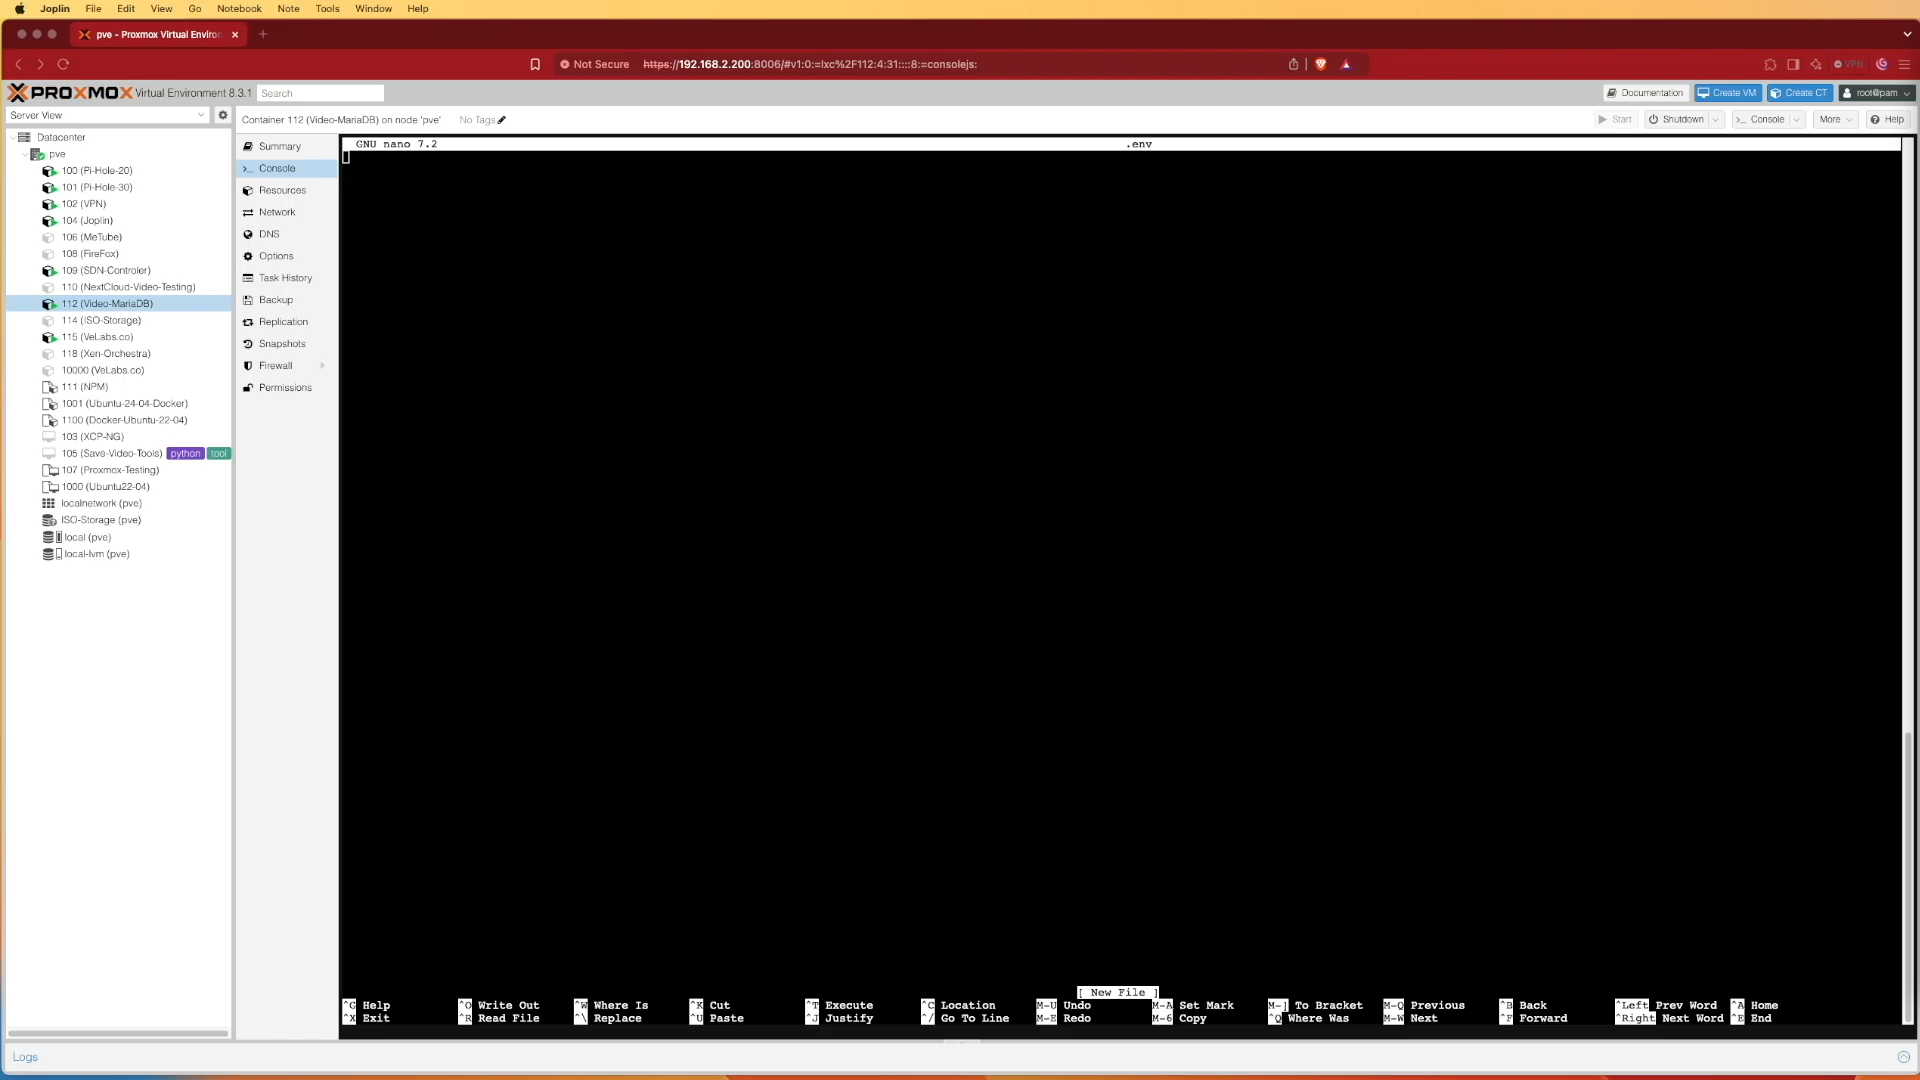 Joplin File Edit View Go Notebook Note Tools Window Help
pve - Proxmox Virtual Environ
Not Secure https://192.168.2.200:8006/#v1:0:=lxc%2F112:4:31::::8:=consolejs: VPN
PROXMOX Virtual Environment 8.3.1 Search Documentation Create VM Create CT root@pam
Server View
Container 112 (Video-MariaDB) on node 'pve' No Tags Start Shutdown >_ Console More Help
Datacenter
pve
100 (Pi-Hole-20)
101 (Pi-Hole-30)
102 (VPN)
104 (Joplin)
106 (MeTube)
108 (FireFox)
109 (SDN-Controler)
110 (NextCloud-Video-Testing)
112 (Video-MariaDB)
114 (ISO-Storage)
115 (VeLabs.co)
118 (Xen-Orchestra)
10000 (VeLabs.co)
111 (NPM)
1001 (Ubuntu-24-04-Docker)
1100 (Docker-Ubuntu-22-04)
103 (XCP-NG)
105 (Save-Video-Tools) python tool
107 (Proxmox-Testing)
1000 (Ubuntu22-04)
localnetwork (pve)
ISO-Storage (pve)
local (pve)
local-lvm (pve)
Summary
>_ Console
Resources
Network
DNS
Options
Task History
Backup
Replication
Snapshots
Firewall
Permissions
GNU nano 7.2 .env
[ New File ]
^G Help ^O Write Out ^W Where Is ^K Cut ^T Execute ^C Location M-U Undo M-A Set Mark M-] To Bracket M-Q Previous ^B Back ^Left Prev Word ^A Home
^X Exit ^R Read File ^\ Replace ^U Paste ^J Justify ^/ Go To Line M-E Redo M-6 Copy ^Q Where Was M-W Next ^F Forward ^Right Next Word ^E End
Logs